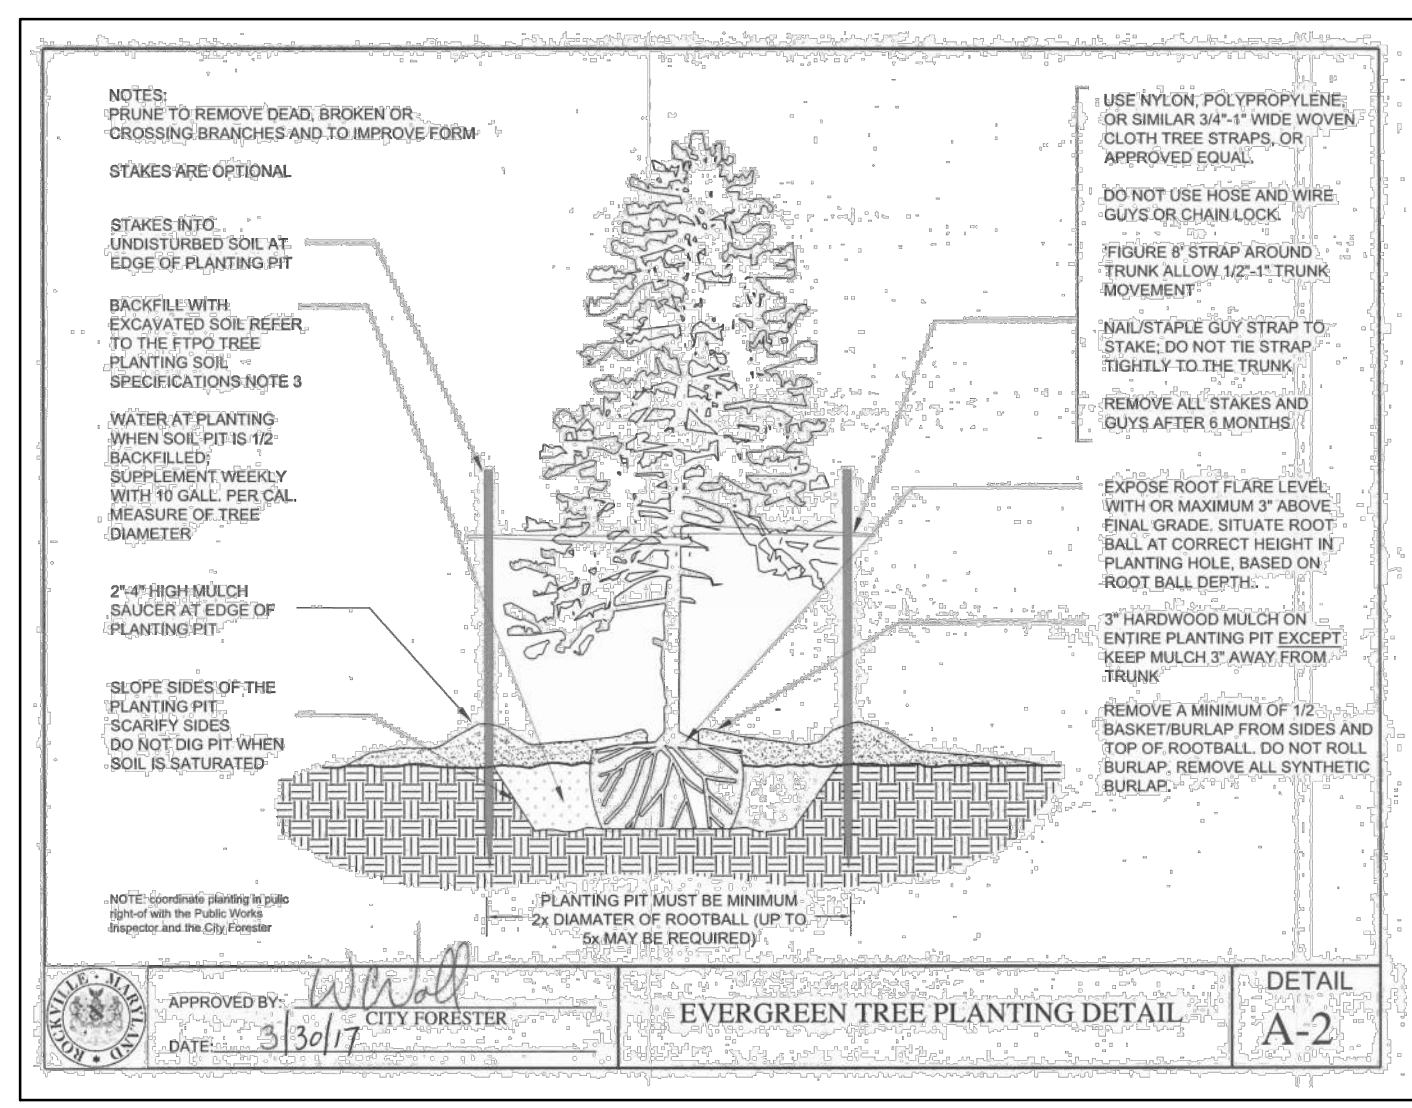 NOTES:
PRUNE TO REMOVE DEAD, BROKEN OR
CROSSING BRANCHES AND TO IMPROVE FORM
STAKES ARE OPTIONAL
STAKES INTO
UNDISTURBED SOIL AT
EDGE OF PLANTING PIT
BACKFILL WITH
EXCAVATED SOIL REFER
TO THE FTPO TREE
PLANTING SOIL
SPECIFICATIONS NOTE 3
WATER AT PLANTING
WHEN SOIL PIT IS 1/2
BACKFILLED;
SUPPLEMENT WEEKLY
WITH 10 GALL. PER CAL.
MEASURE OF TREE
DIAMETER
2"-4" HIGH MULCH
SAUCER AT EDGE OF
PLANTING PIT
SLOPE SIDES OF THE
PLANTING PIT
SCARIFY SIDES
DO NOT DIG PIT WHEN
SOIL IS SATURATED
NOTE: coordinate planting in pulic
right-of with the Public Works
Inspector and the City Forester
USE NYLON, POLYPROPYLENE,
OR SIMILAR 3/4"-1" WIDE WOVEN
CLOTH TREE STRAPS, OR
APPROVED EQUAL.
DO NOT USE HOSE AND WIRE
GUYS OR CHAIN LOCK.
'FIGURE 8' STRAP AROUND
TRUNK ALLOW 1/2"-1" TRUNK
MOVEMENT
NAIL/STAPLE GUY STRAP TO
STAKE; DO NOT TIE STRAP
TIGHTLY TO THE TRUNK
REMOVE ALL STAKES AND
GUYS AFTER 6 MONTHS
EXPOSE ROOT FLARE LEVEL
WITH OR MAXIMUM 3" ABOVE
FINAL GRADE. SITUATE ROOT
BALL AT CORRECT HEIGHT IN
PLANTING HOLE, BASED ON
ROOT BALL DEPTH..
3" HARDWOOD MULCH ON
ENTIRE PLANTING PIT EXCEPT
KEEP MULCH 3" AWAY FROM
TRUNK
REMOVE A MINIMUM OF 1/2
BASKET/BURLAP FROM SIDES AND
TOP OF ROOTBALL. DO NOT ROLL
BURLAP. REMOVE ALL SYNTHETIC
BURLAP.
PLANTING PIT MUST BE MINIMUM
2x DIAMATER OF ROOTBALL (UP TO
5x MAY BE REQUIRED)
ROCKVILLE MARYLAND
APPROVED BY: W Wall
CITY FORESTER
DATE: 3/30/17
EVERGREEN TREE PLANTING DETAIL
DETAIL
A-2